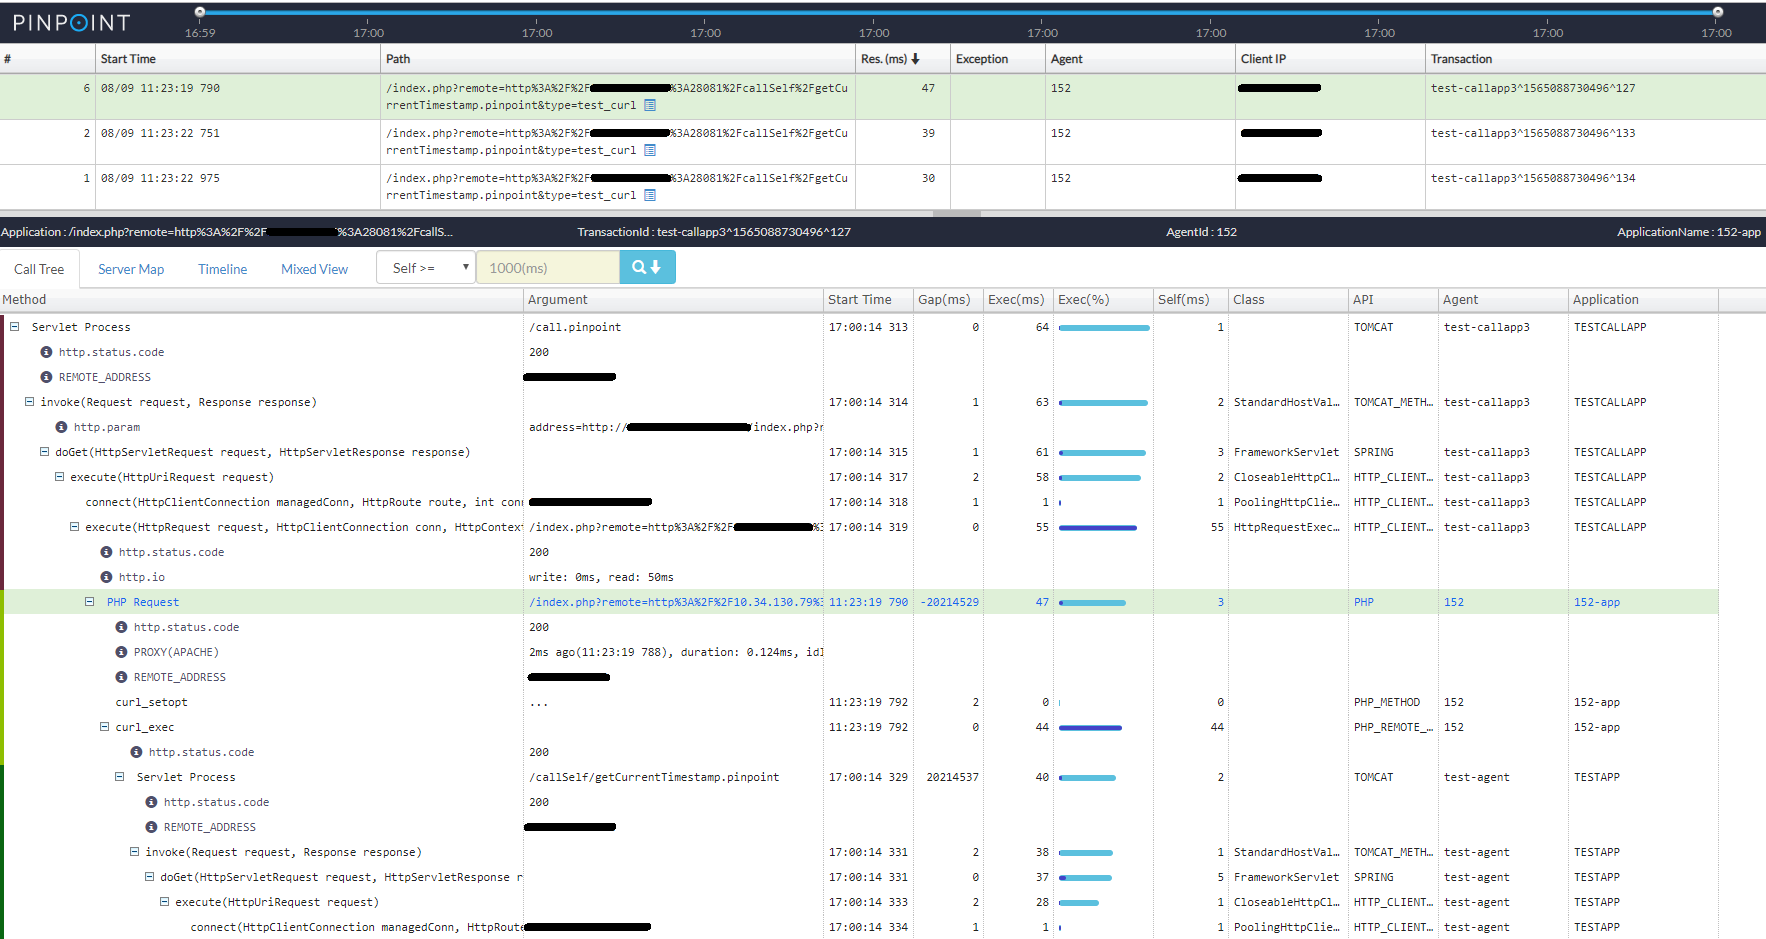 PINPOINT
16:59 17:00 17:00 17:00 17:00 17:00 17:00 17:00 17:00 17:00
# Start Time Path Res. (ms) Exception Agent Client IP Transaction
6 08/09 11:23:19 790 /index.php?remote=http%3A%2F%2F %3A28081%2FcallSelf%2FgetCu 47 152 test-callapp3^1565088730496^127
rrentTimestamp.pinpoint&type=test_curl
2 08/09 11:23:22 751 /index.php?remote=http%3A%2F%2F %3A28081%2FcallSelf%2FgetCu 39 152 test-callapp3^1565088730496^133
rrentTimestamp.pinpoint&type=test_curl
1 08/09 11:23:22 975 /index.php?remote=http%3A%2F%2F %3A28081%2FcallSelf%2FgetCu 30 152 test-callapp3^1565088730496^134
rrentTimestamp.pinpoint&type=test_curl
Application : /index.php?remote=http%3A%2F%2F %3A28081%2FcallS... TransactionId : test-callapp3^1565088730496^127 AgentId : 152 ApplicationName : 152-app
Call Tree Server Map Timeline Mixed View Self >= 1000(ms)
Method Argument Start Time Gap(ms) Exec(ms) Exec(%) Self(ms) Class API Agent Application
Servlet Process /call.pinpoint 17:00:14 313 0 64 1 TOMCAT test-callapp3 TESTCALLAPP
http.status.code 200
REMOTE_ADDRESS
invoke(Request request, Response response) 17:00:14 314 1 63 2 StandardHostVal... TOMCAT_METH... test-callapp3 TESTCALLAPP
http.param address=http:// /index.php?r
doGet(HttpServletRequest request, HttpServletResponse response) 17:00:14 315 1 61 3 FrameworkServlet SPRING test-callapp3 TESTCALLAPP
execute(HttpUriRequest request) 17:00:14 317 2 58 2 CloseableHttpCl... HTTP_CLIENT... test-callapp3 TESTCALLAPP
connect(HttpClientConnection managedConn, HttpRoute route, int conn 17:00:14 318 1 1 1 PoolingHttpClie... HTTP_CLIENT... test-callapp3 TESTCALLAPP
execute(HttpRequest request, HttpClientConnection conn, HttpContext /index.php?remote=http%3A%2F%2F %3 17:00:14 319 0 55 55 HttpRequestExec... HTTP_CLIENT... test-callapp3 TESTCALLAPP
http.status.code 200
http.io write: 0ms, read: 50ms
PHP Request /index.php?remote=http%3A%2F%2F10.34.130.79%3 11:23:19 790 -20214529 47 3 PHP 152 152-app
http.status.code 200
PROXY(APACHE) 2ms ago(11:23:19 788), duration: 0.124ms, idl
REMOTE_ADDRESS
curl_setopt ... 11:23:19 792 2 0 0 PHP_METHOD 152 152-app
curl_exec 11:23:19 792 0 44 44 PHP_REMOTE_... 152 152-app
http.status.code 200
Servlet Process /callSelf/getCurrentTimestamp.pinpoint 17:00:14 329 20214537 40 2 TOMCAT test-agent TESTAPP
http.status.code 200
REMOTE_ADDRESS
invoke(Request request, Response response) 17:00:14 331 2 38 1 StandardHostVal... TOMCAT_METH... test-agent TESTAPP
doGet(HttpServletRequest request, HttpServletResponse r 17:00:14 331 0 37 5 FrameworkServlet SPRING test-agent TESTAPP
execute(HttpUriRequest request) 17:00:14 333 2 28 1 CloseableHttpCl... HTTP_CLIENT... test-agent TESTAPP
connect(HttpClientConnection managedConn, HttpRoute 17:00:14 334 1 1 1 PoolingHttpClie... HTTP_CLIENT... test-agent TESTAPP